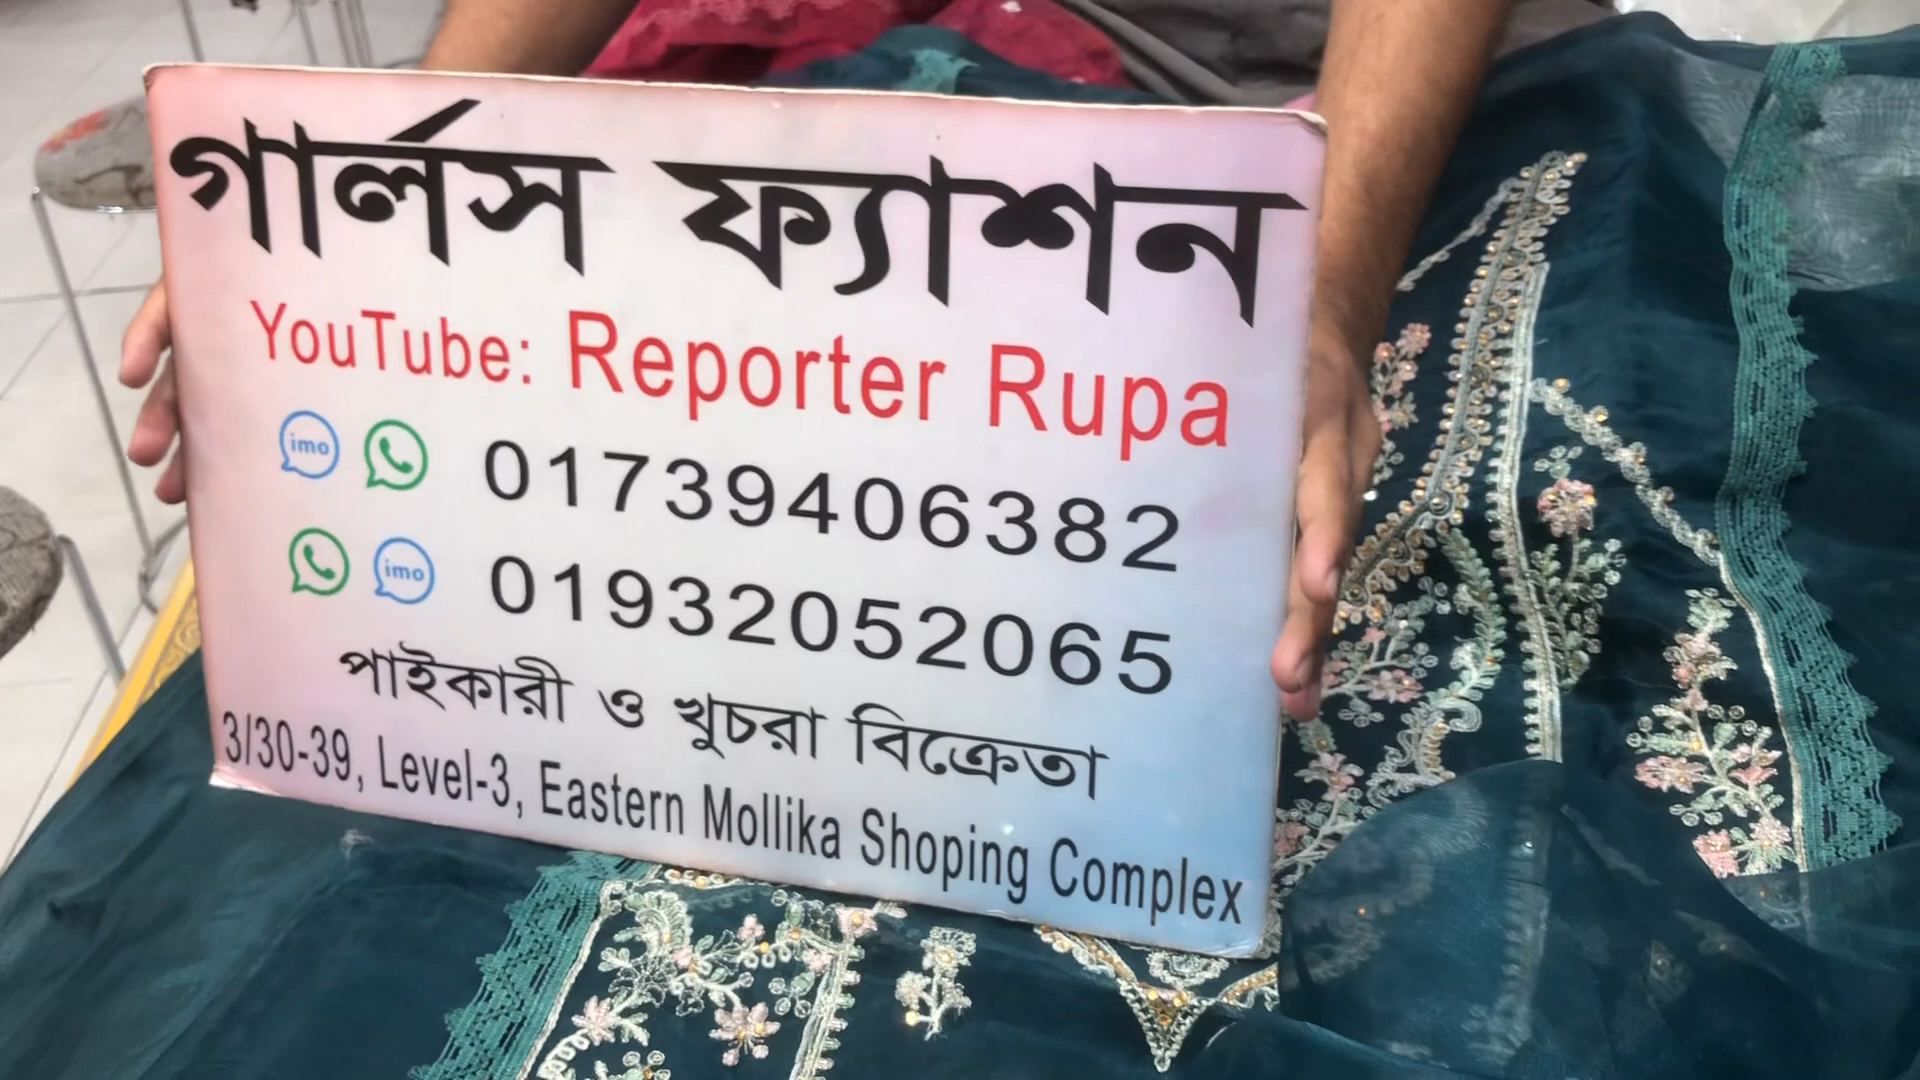 গার্লস ফ্যাশন
YouTube: Reporter Rupa
imo 01739406382
imo 01932052065
পাইকারী ও খুচরা বিক্রেতা
3/30-39, Level-3, Eastern Mollika Shoping Complex